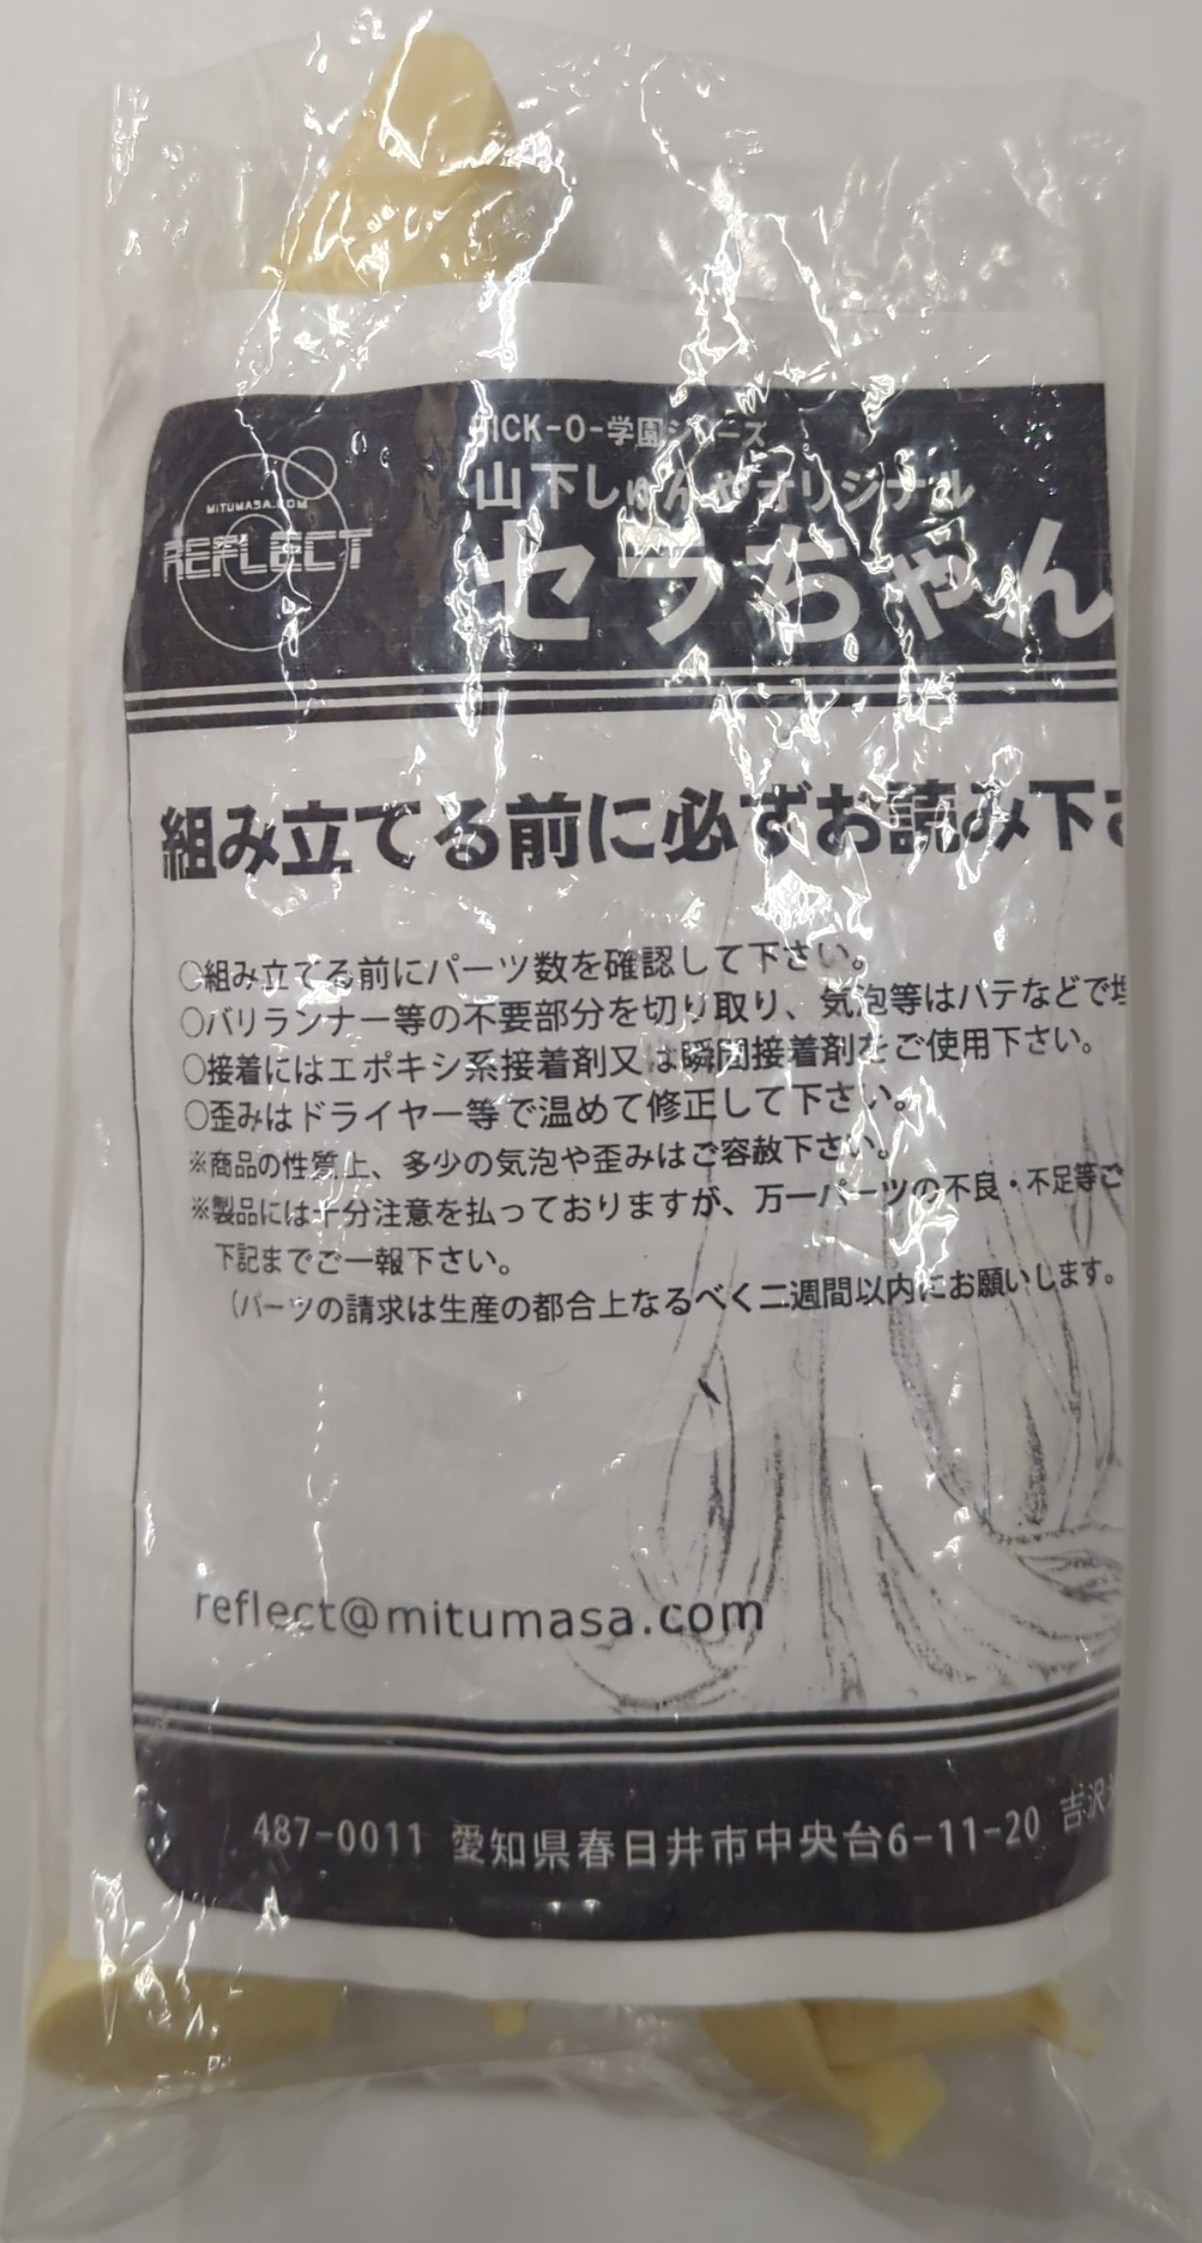 MITUMASA.COM
REFLECT
ICK-O-学園シリーズ
山下しゅんやオリジナル
セラちゃん
組み立てる前に必ずお読み下さ
○組み立てる前にパーツ数を確認して下さい。
○バリランナー等の不要部分を切り取り、気泡等はパテなどで埋
○接着にはエポキシ系接着剤又は瞬間接着剤をご使用下さい。
○歪みはドライヤー等で温めて修正して下さい。
※商品の性質上、多少の気泡や歪みはご容赦下さい。
※製品には十分注意を払っておりますが、万一パーツの不良・不足等ご
下記までご一報下さい。
(パーツの請求は生産の都合上なるべく二週間以内にお願いします。
reflect@mitumasa.com
487-0011 愛知県春日井市中央台6-11-20 吉沢